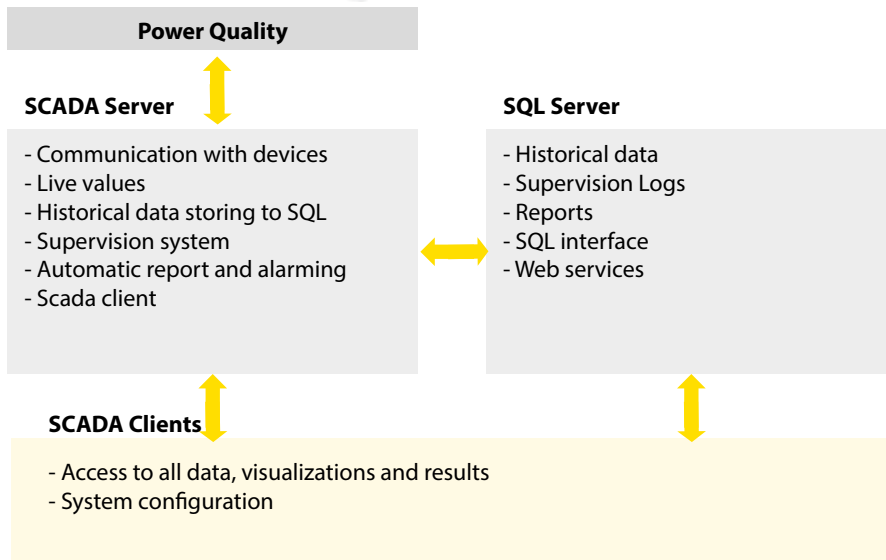 Power Quality
SCADA Server
- Communication with devices
- Live values
- Historical data storing to SQL
- Supervision system
- Automatic report and alarming
- Scada client
SQL Server
- Historical data
- Supervision Logs
- Reports
- SQL interface
- Web services
SCADA Clients
- Access to all data, visualizations and results
- System configuration